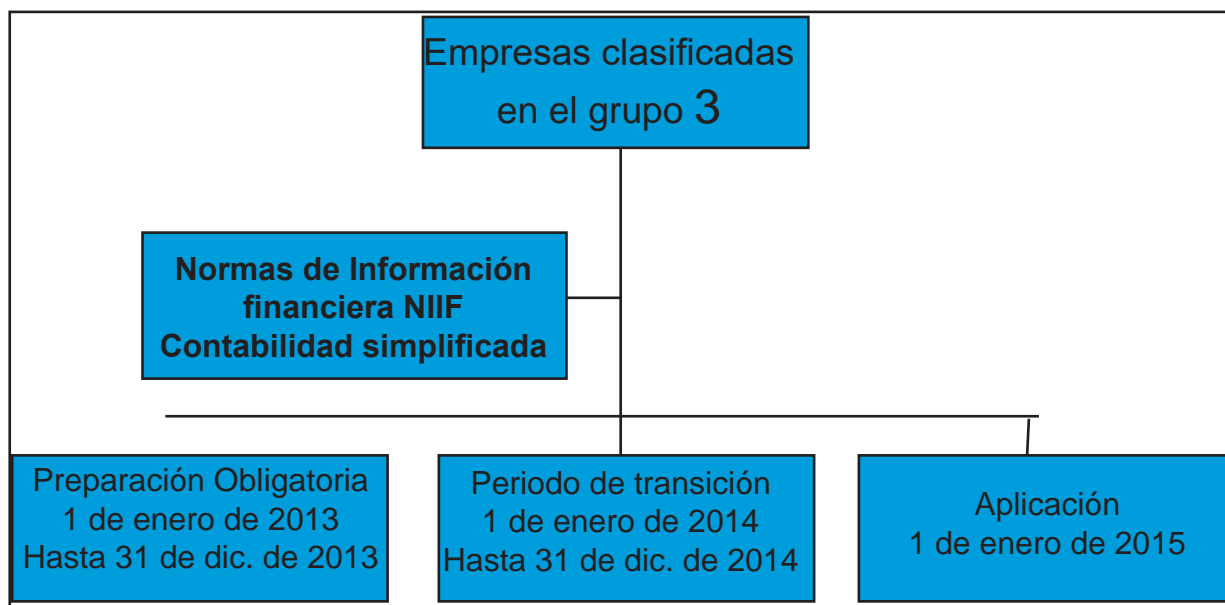 Empresas clasificadas
en el grupo 3
Normas de Información
financiera NIIF
Contabilidad simplificada
Preparación Obligatoria
1 de enero de 2013
Hasta 31 de dic. de 2013
Periodo de transición
1 de enero de 2014
Hasta 31 de dic. de 2014
Aplicación
1 de enero de 2015